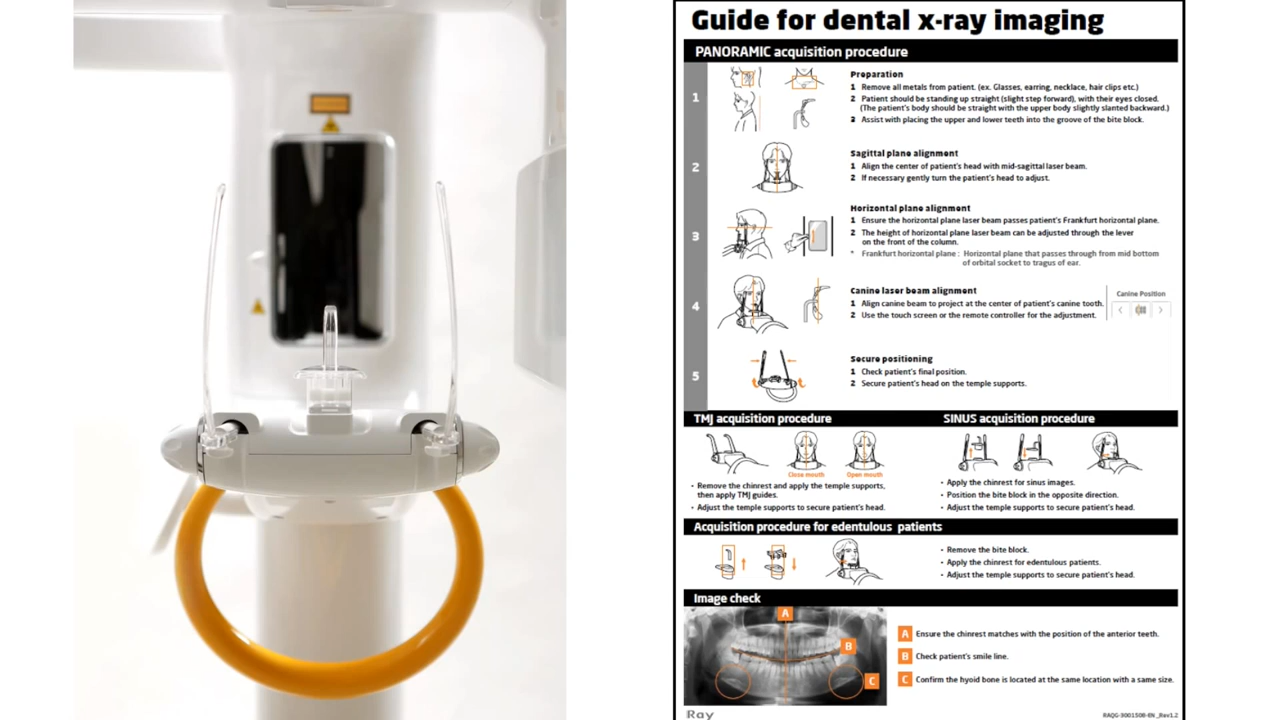 Guide for dental x-ray imaging
PANORAMIC acquisition procedure
1
Preparation
1 Remove all metals from patient. (ex. Glasses, earring, necklace, hair clips etc.)
2 Patient should be standing up straight (slight step forward), with their eyes closed.
(The patient's body should be straight with the upper body slightly slanted backward.)
3 Assist with placing the upper and lower teeth into the groove of the bite block.
2
Sagittal plane alignment
1 Align the center of patient's head with mid-sagittal laser beam.
2 If necessary gently turn the patient's head to adjust.
3
Horizontal plane alignment
1 Ensure the horizontal plane laser beam passes patient's Frankfurt horizontal plane.
2 The height of horizontal plane laser beam can be adjusted through the lever
on the front of the column.
* Frankfurt horizontal plane : Horizontal plane that passes through from mid bottom
of orbital socket to tragus of ear.
4
Canine laser beam alignment
1 Align canine beam to project at the center of patient's canine tooth.
2 Use the touch screen or the remote controller for the adjustment.
Canine Position
5
Secure positioning
1 Check patient's final position.
2 Secure patient's head on the temple supports.
TMJ acquisition procedure
Close mouth
Open mouth
• Remove the chinrest and apply the temple supports,
then apply TMJ guides.
• Adjust the temple supports to secure patient's head.
SINUS acquisition procedure
• Apply the chinrest for sinus images.
• Position the bite block in the opposite direction.
• Adjust the temple supports to secure patient's head.
Acquisition procedure for edentulous patients
• Remove the bite block.
• Apply the chinrest for edentulous patients.
• Adjust the temple supports to secure patient's head.
Image check
A
B
C
A Ensure the chinrest matches with the position of the anterior teeth.
B Check patient's smile line.
C Confirm the hyoid bone is located at the same location with a same size.
Ray
RAQG-3001508-EN_Rev1.2